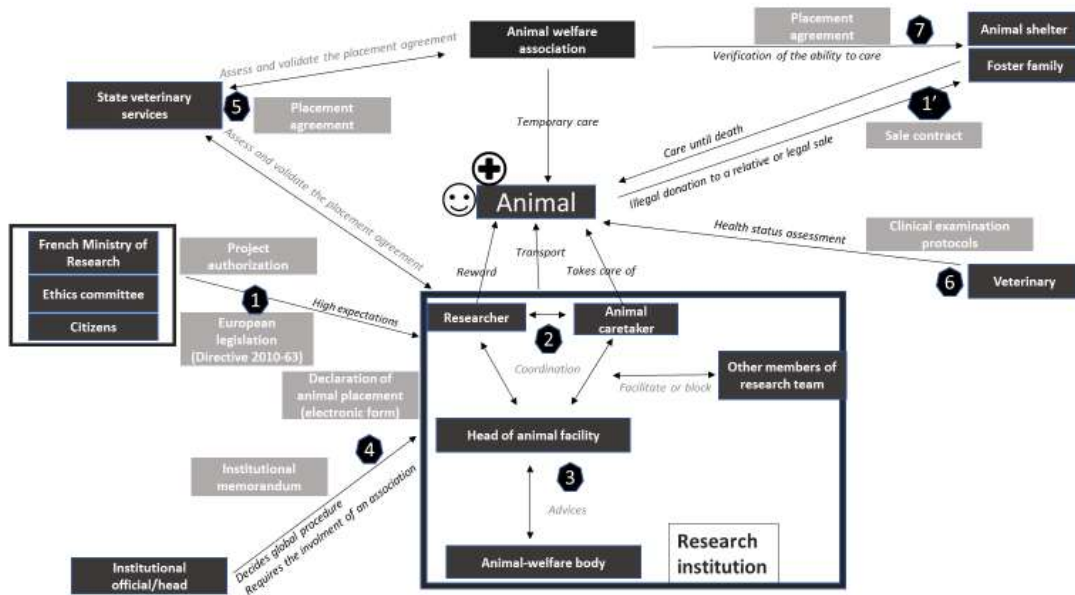 Animal welfare
association
Placement
agreement
7
Animal shelter
Verification of the ability to care
Foster family
Assess and validate the placement agreement
State veterinary
services
5
Placement
agreement
Temporary care
1'
Sale contract
Care until death
Illegal donation to a relative or legal sale
Assess and validate the placement agreement
Animal
French Ministry of
Research
Ethics committee
Citizens
Project
authorization
1
High expectations
European
legislation
(Directive 2010-63)
Reward
Transport
Takes care of
Health status assessment
Clinical examination
protocols
6
Veterinary
Researcher
2
Animal
caretaker
Coordination
Facilitate or block
Other members of
research team
Declaration of
animal placement
(electronic form)
Head of animal facility
4
Institutional
memorandum
3
Advices
Decides global procedure
Requires the involment of an association
Institutional
official/head
Animal-welfare body
Research
institution